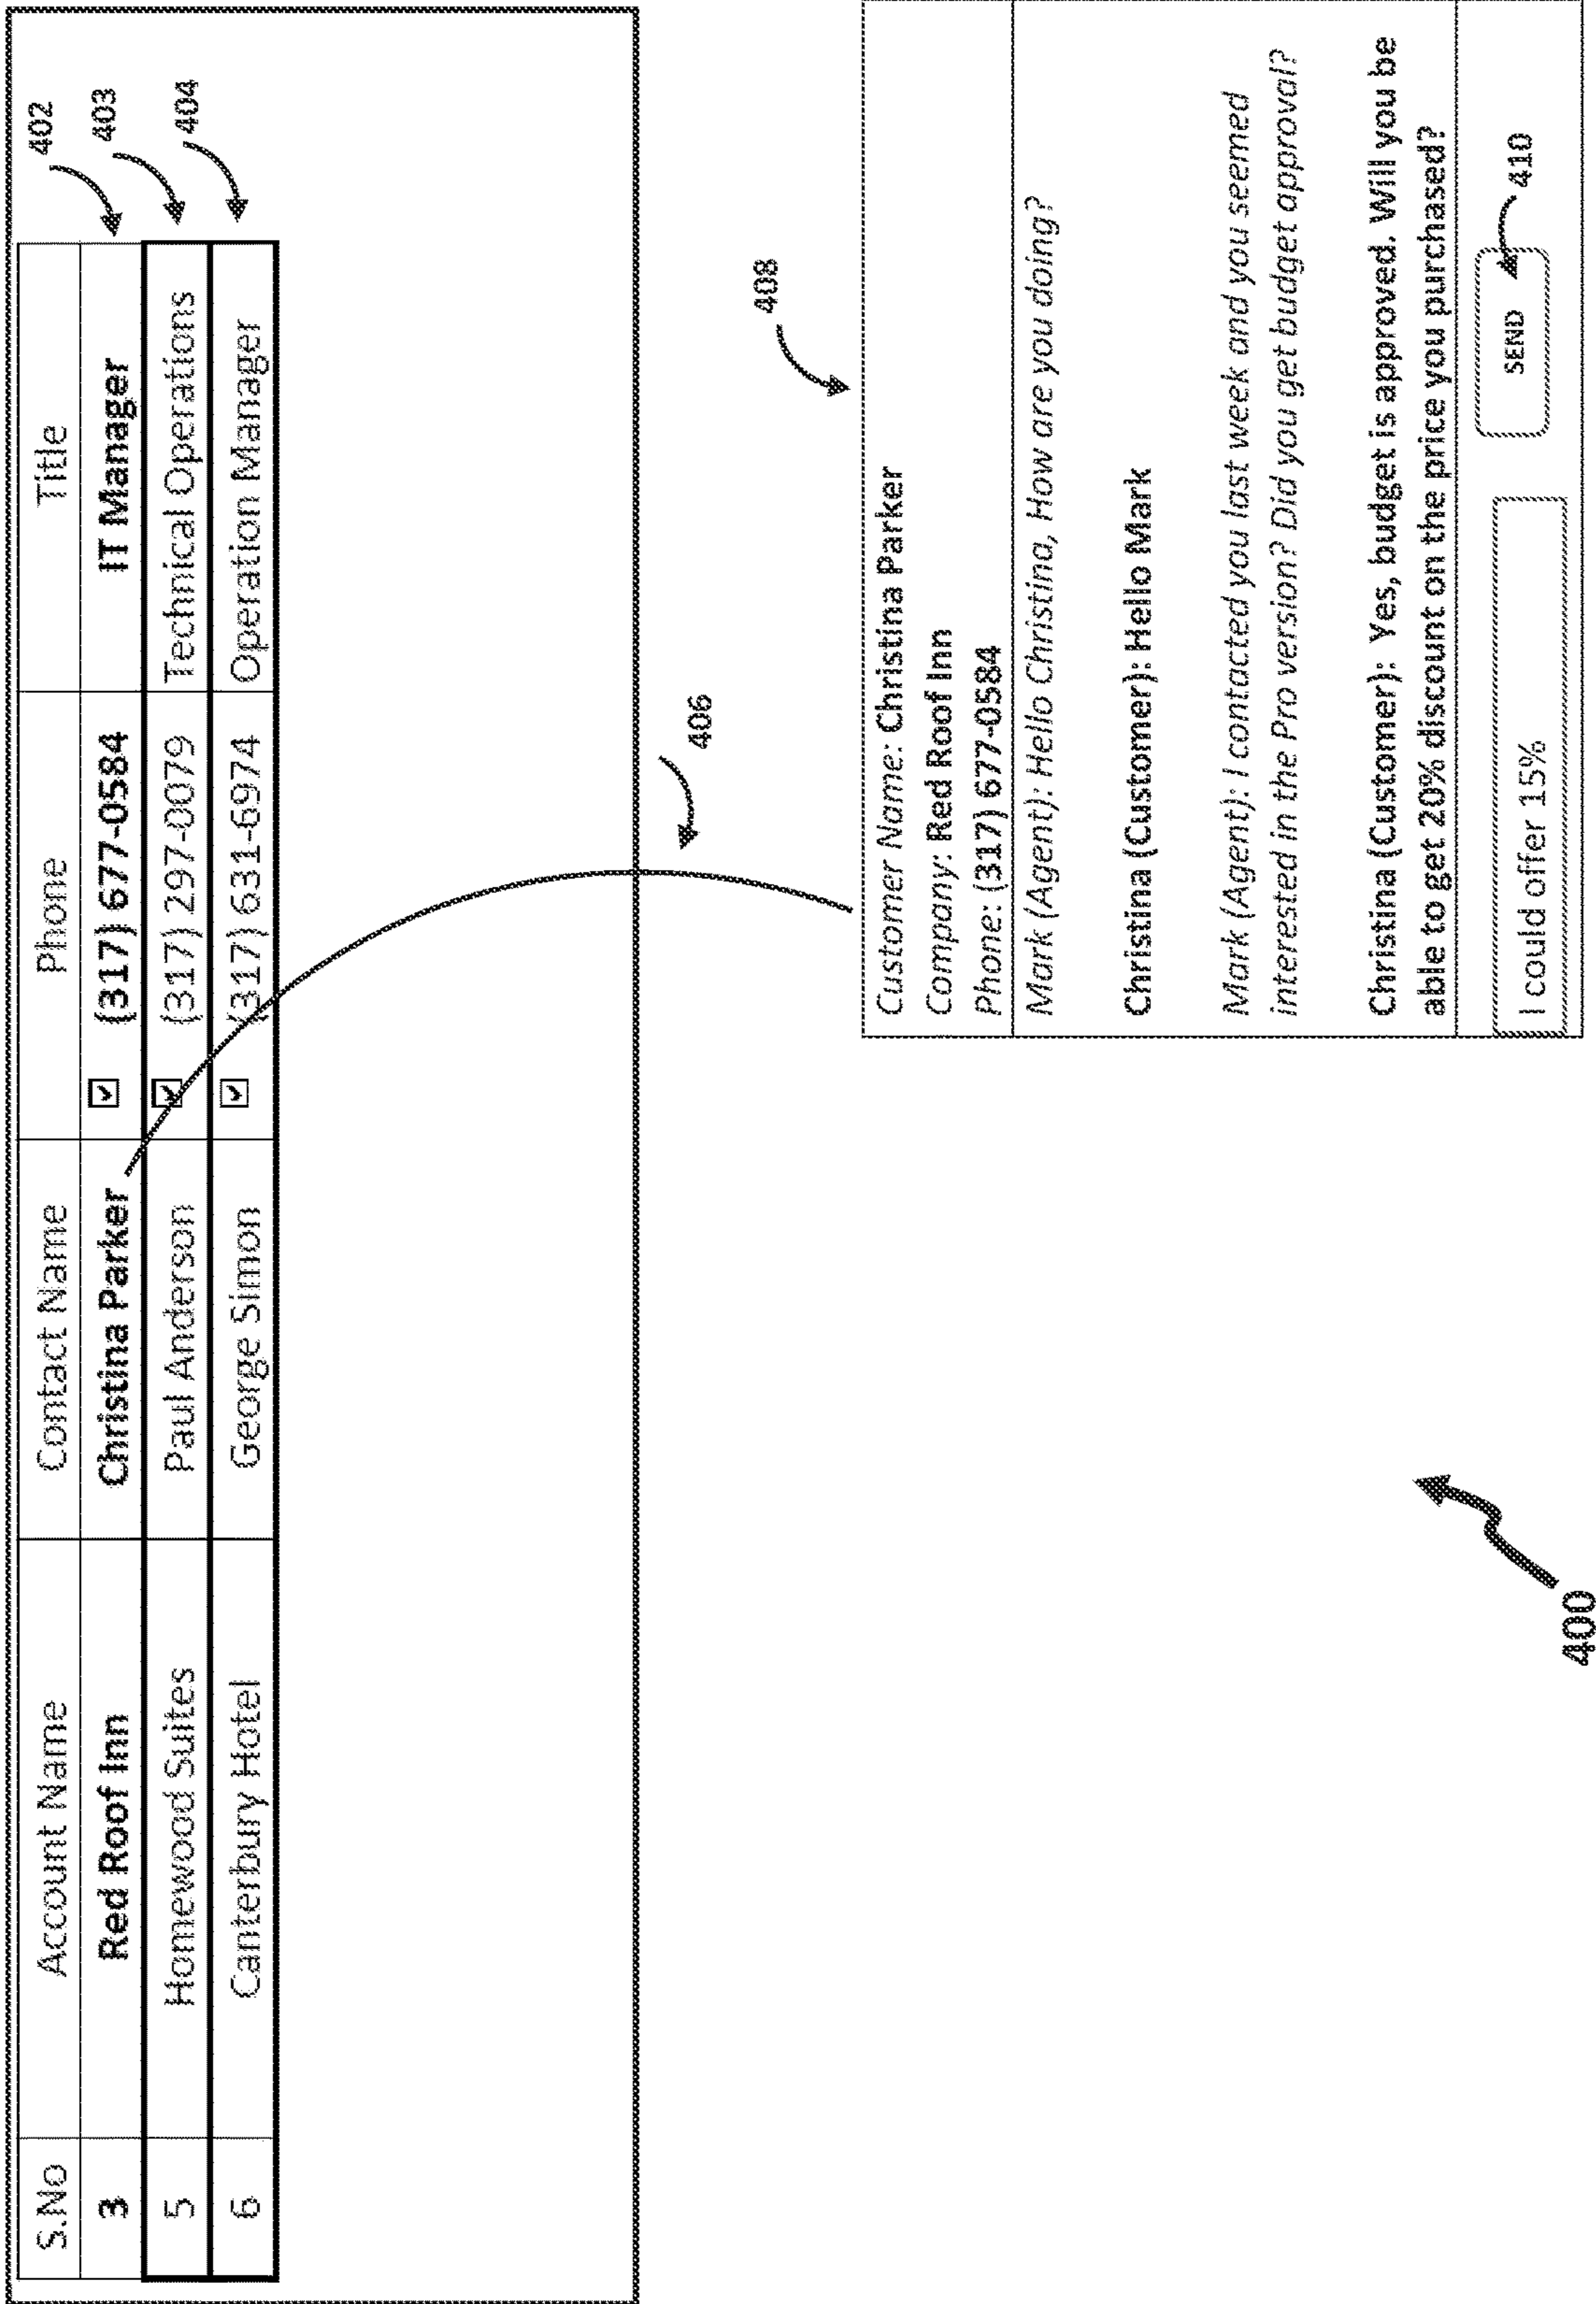 S.No Account Name Contact Name Phone Title
3 Red Roof Inn Christina Parker (317) 677-0584 IT Manager
5 Homewood Suites Paul Anderson (317) 297-0079 Technical Operations
6 Canterbury Hotel George Simon (317) 631-6974 Operation Manager
402
403
404
406
408
Customer Name: Christina Parker
Company: Red Roof Inn
Phone: (317) 677-0584
Mark (Agent): Hello Christina, How are you doing?
Christina (Customer): Hello Mark
Mark (Agent): I contacted you last week and you seemed
interested in the Pro version? Did you get budget approval?
Christina (Customer): Yes, budget is approved. Will you be
able to get 20% discount on the price you purchased?
I could offer 15%
SEND
410
400